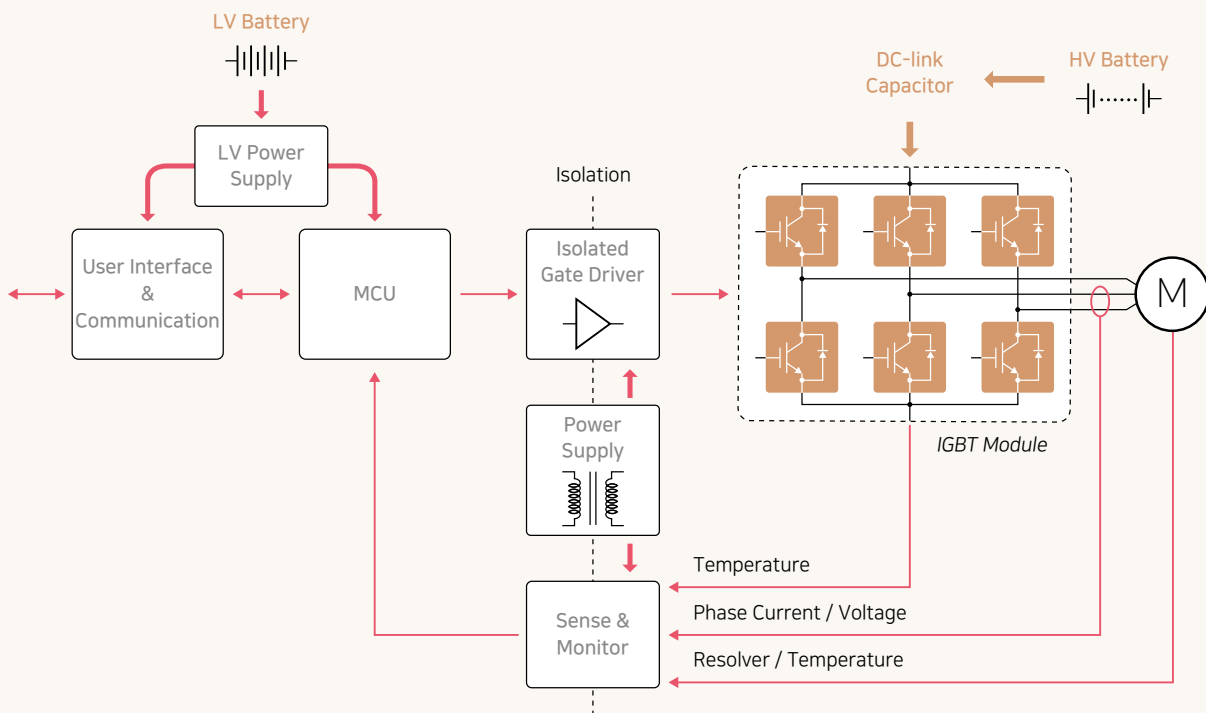 LV Battery
DC-link
Capacitor
HV Battery
LV Power
Supply
Isolation
User Interface
&
Communication
MCU
Isolated
Gate Driver
M
Power
Supply
IGBT Module
Temperature
Sense &
Monitor
Phase Current / Voltage
Resolver / Temperature